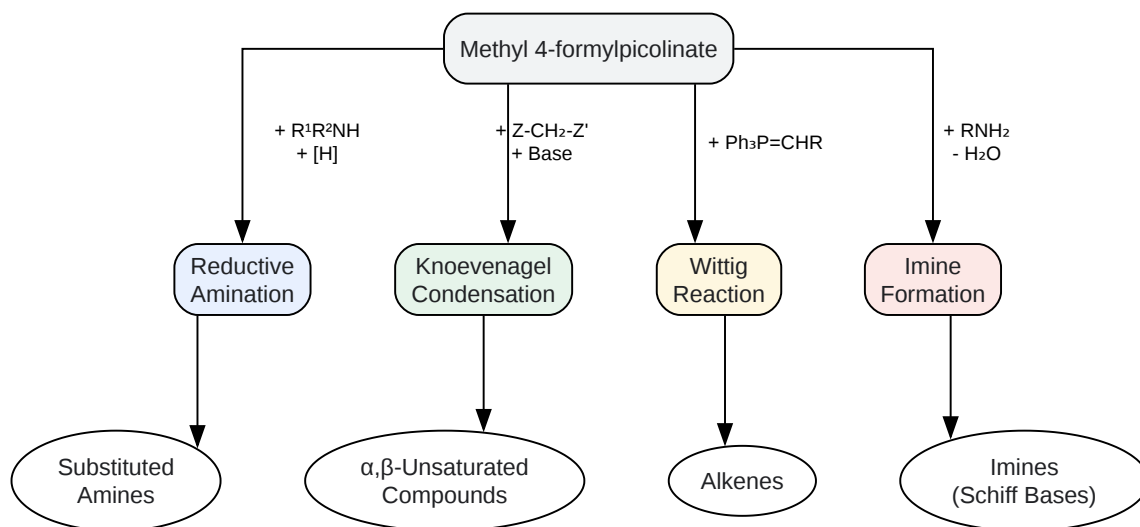 Methyl 4-formylpicolinate
+ R¹R²NH
+ [H]
+ Z-CH₂-Z'
+ Base
+ Ph₃P=CHR
+ RNH₂
- H₂O
Reductive
Amination
Knoevenagel
Condensation
Wittig
Reaction
Imine
Formation
Substituted
Amines
α,β-Unsaturated
Compounds
Alkenes
Imines
(Schiff Bases)